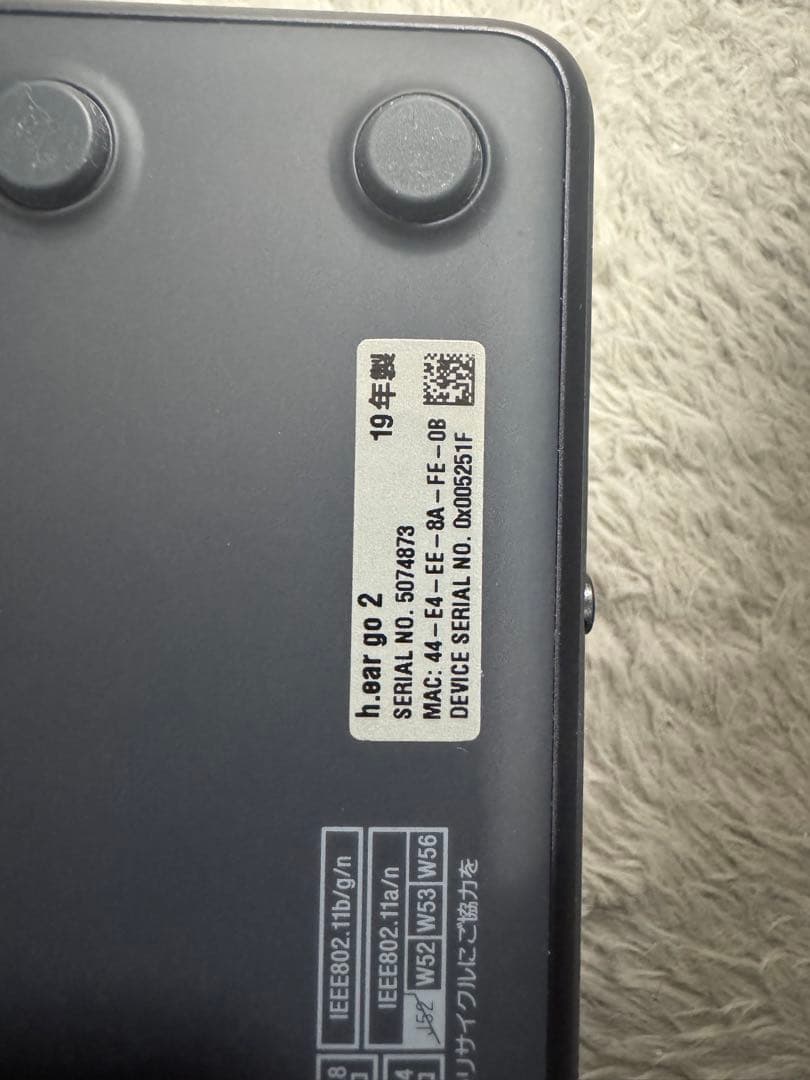 h.ear go 2 19年製
SERIAL NO. 5074873
MAC: 44-E4-EE-8A-FE-0B
DEVICE SERIAL NO. 0x005251F
IEEE802.11b/g/n
IEEE802.11a/n
J52 W52 W53 W56
リサイクルにご協力を